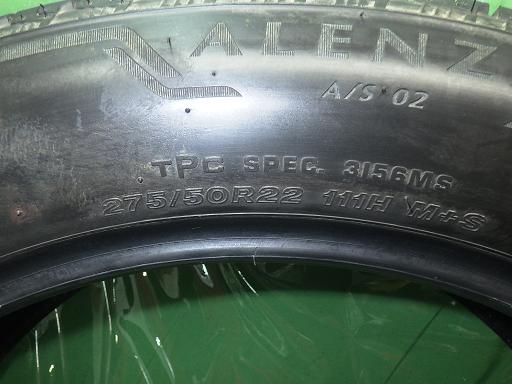 ALENZ
A/S 02
TPC SPEC. 3156MS
275/50R22 111H M+S